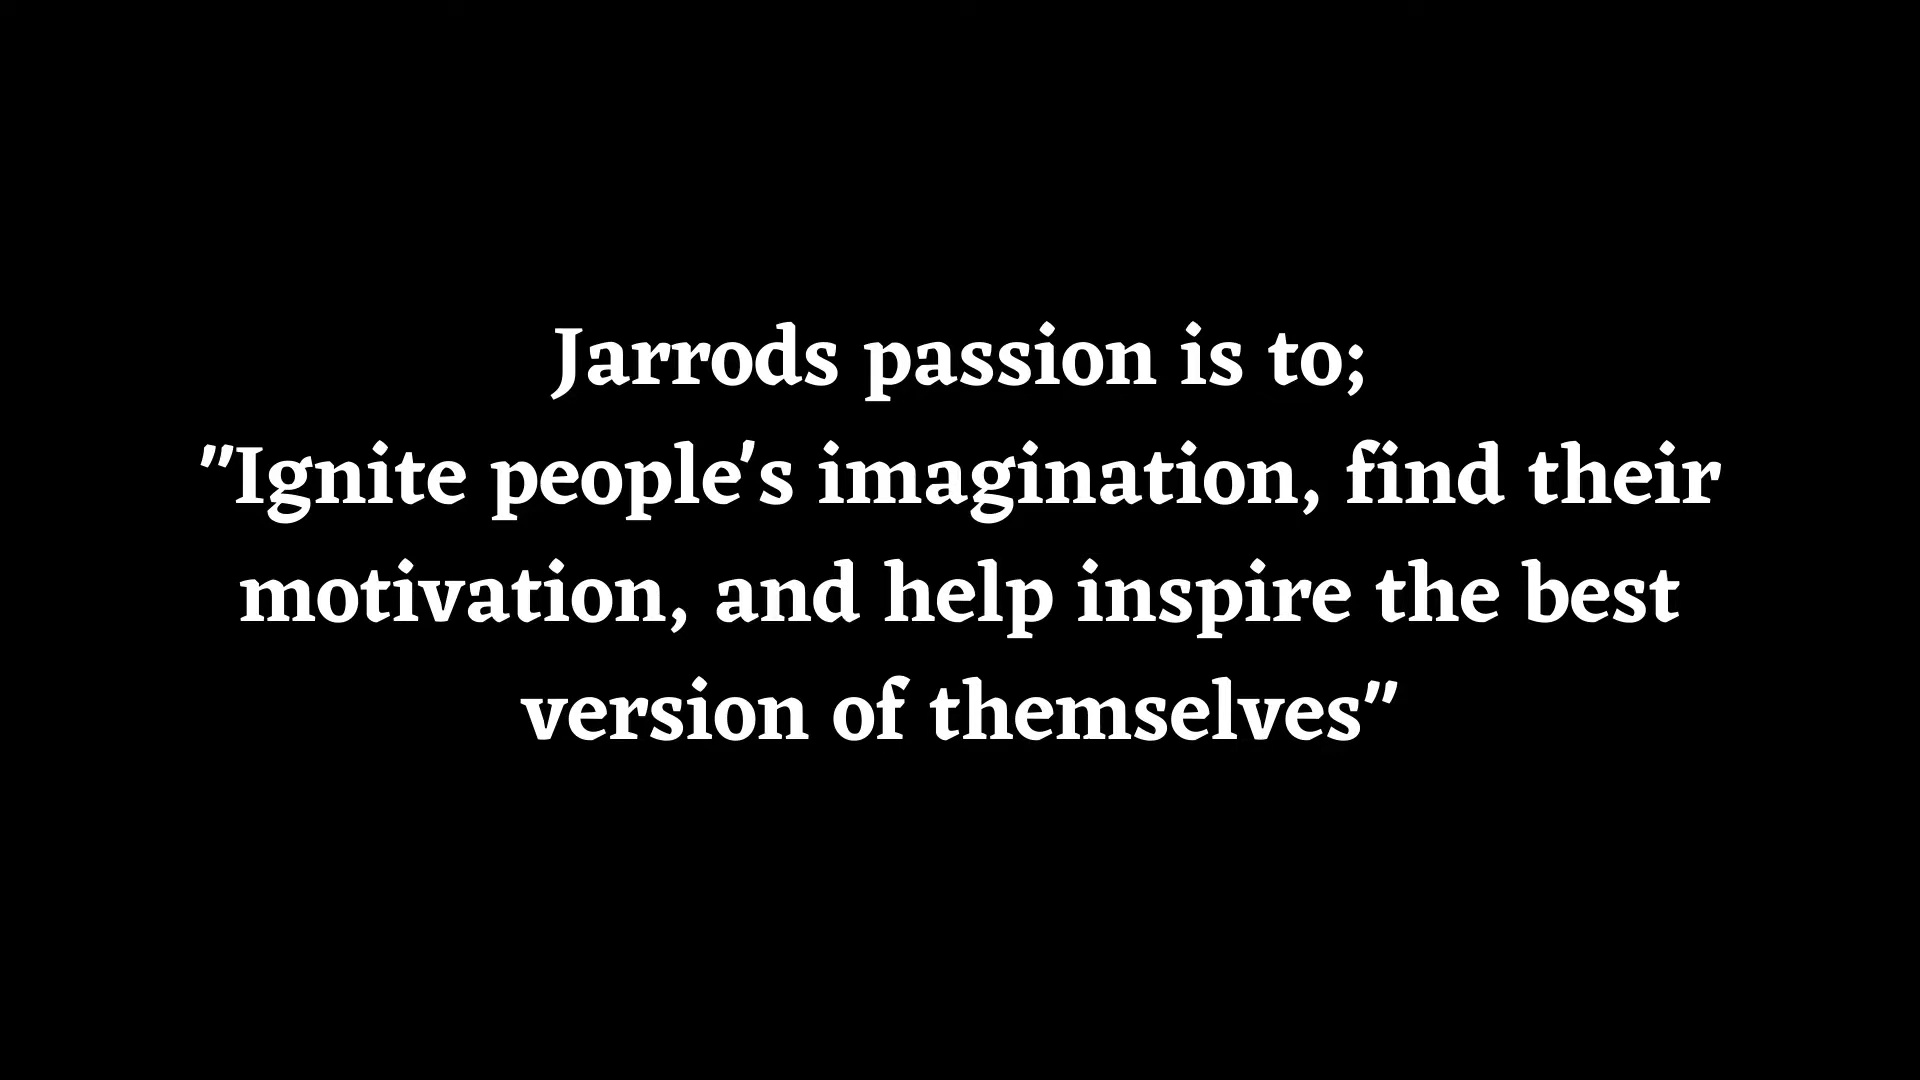 Jarrods passion is to;
"Ignite people's imagination, find their
motivation, and help inspire the best
version of themselves"